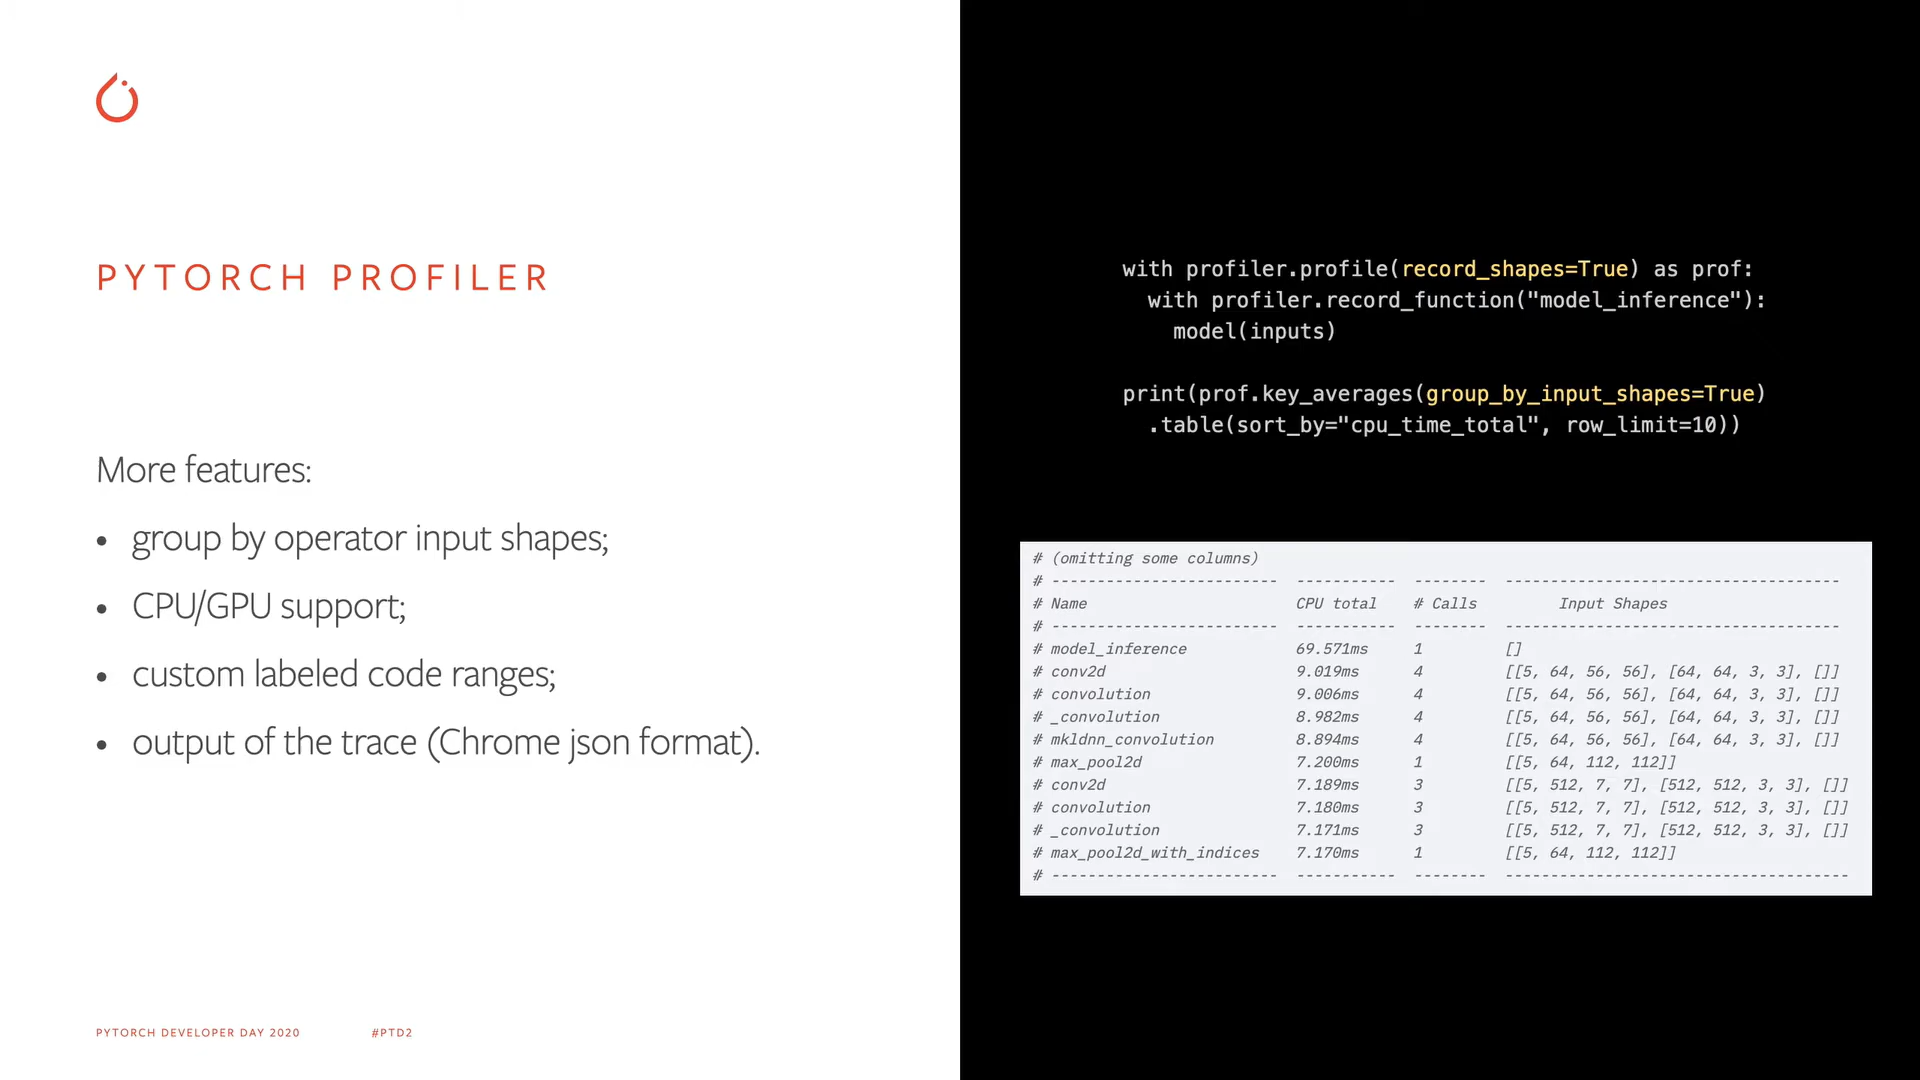 PYTORCH PROFILER
More features:
• group by operator input shapes;
• CPU/GPU support;
• custom labeled code ranges;
• output of the trace (Chrome json format).
PYTORCH DEVELOPER DAY 2020 #PTD2
with profiler.profile(record_shapes=True) as prof:
  with profiler.record_function("model_inference"):
    model(inputs)
print(prof.key_averages(group_by_input_shapes=True)
  .table(sort_by="cpu_time_total", row_limit=10))
# (omitting some columns)
# -------------------------  -----------  --------  -------------------------------------
# Name                       CPU total    # Calls         Input Shapes
# -------------------------  -----------  --------  -------------------------------------
# model_inference            69.571ms     1         []
# conv2d                     9.019ms      4         [[5, 64, 56, 56], [64, 64, 3, 3], []]
# convolution                9.006ms      4         [[5, 64, 56, 56], [64, 64, 3, 3], []]
# _convolution               8.982ms      4         [[5, 64, 56, 56], [64, 64, 3, 3], []]
# mkldnn_convolution         8.894ms      4         [[5, 64, 56, 56], [64, 64, 3, 3], []]
# max_pool2d                 7.200ms      1         [[5, 64, 112, 112]]
# conv2d                     7.189ms      3         [[5, 512, 7, 7], [512, 512, 3, 3], []]
# convolution                7.180ms      3         [[5, 512, 7, 7], [512, 512, 3, 3], []]
# _convolution               7.171ms      3         [[5, 512, 7, 7], [512, 512, 3, 3], []]
# max_pool2d_with_indices    7.170ms      1         [[5, 64, 112, 112]]
# -------------------------  -----------  --------  --------------------------------------